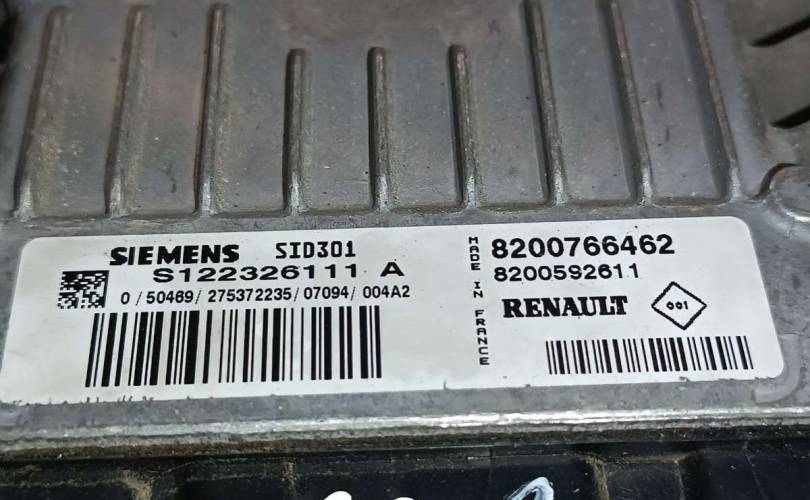 SIEMENS SID301
S122326111 A
0 / 50469 / 275372235 / 07094 / 004A2
MADE IN FRANCE
8200766462
8200592611
RENAULT
001